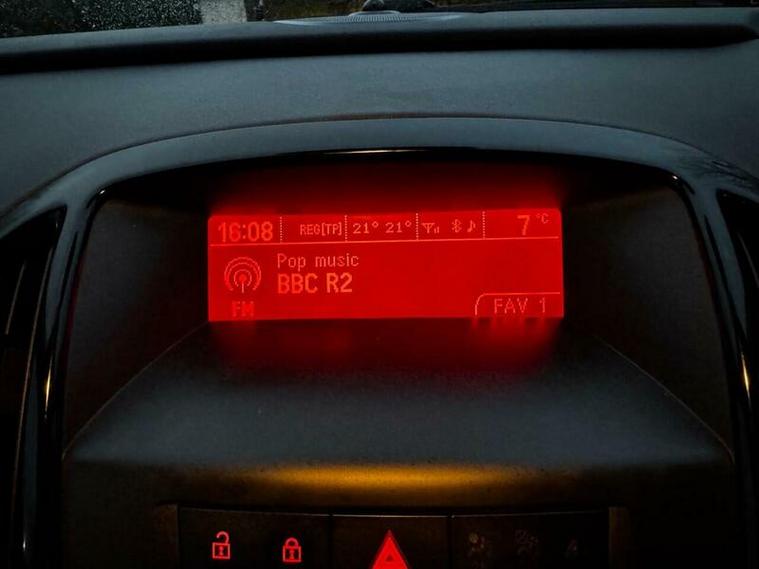 16:08 REG[TP] 21° 21° 7 °C
Pop music
BBC R2
FM FAV 1